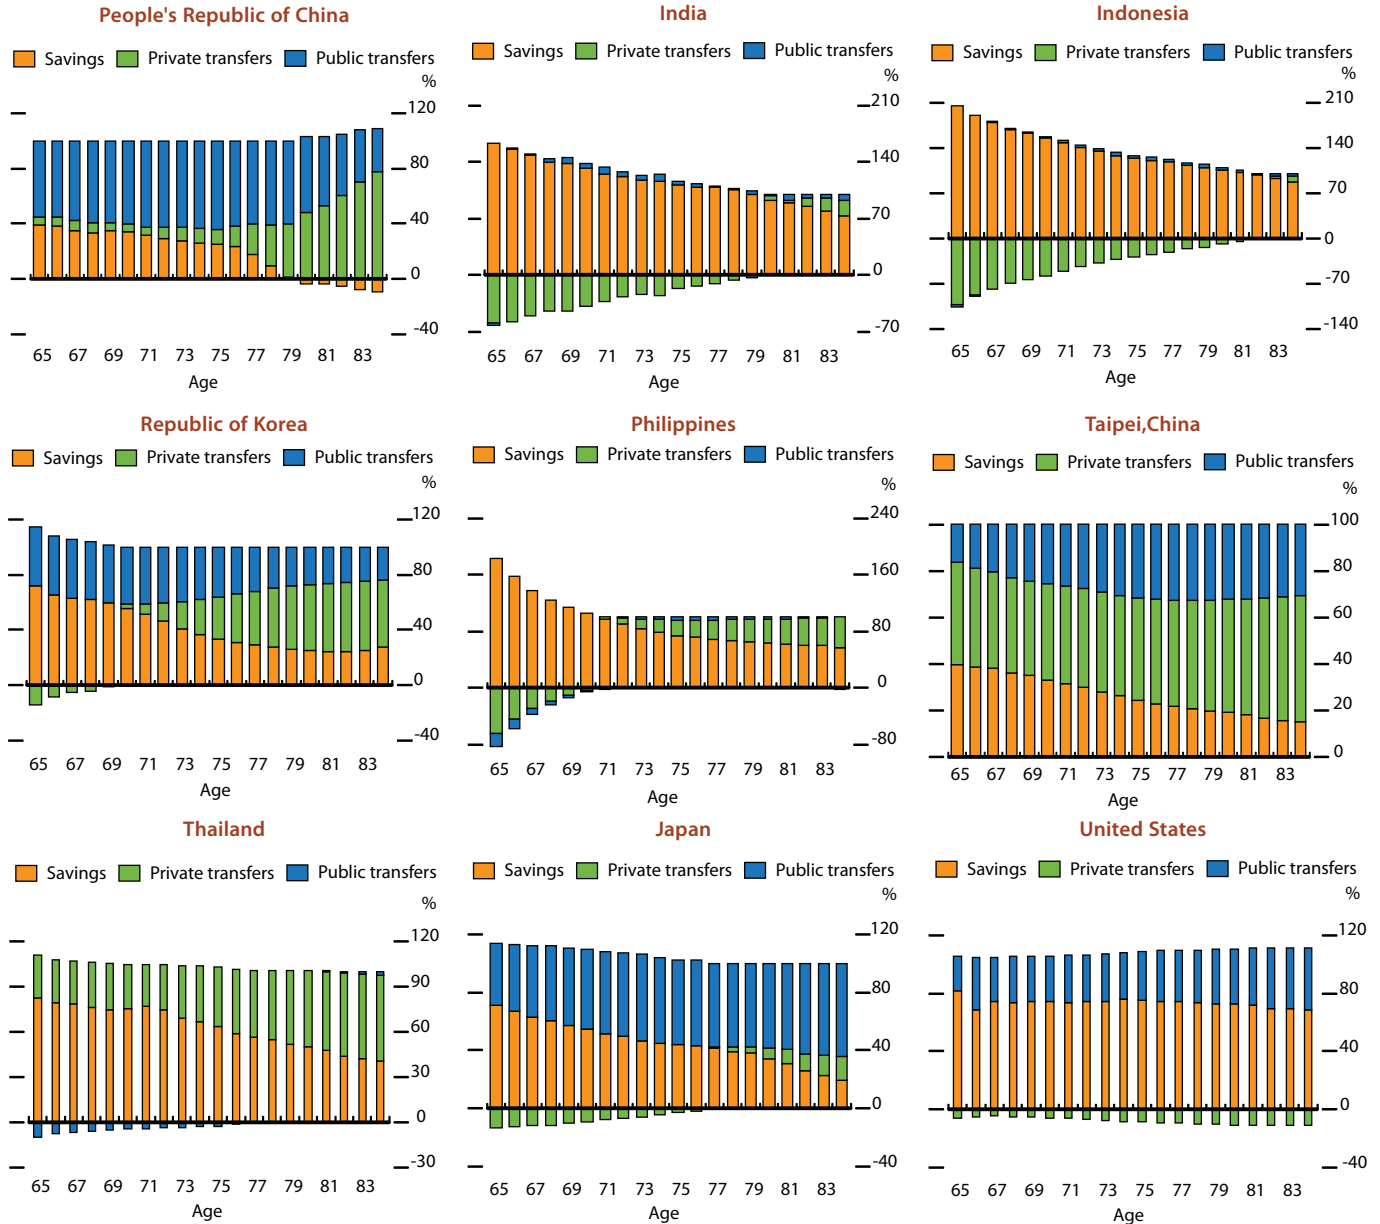 People's Republic of China
Savings Private transfers Public transfers
%
120
80
40
0
-40
65 67 69 71 73 75 77 79 81 83
Age
India
Savings Private transfers Public transfers
%
210
140
70
0
-70
65 67 69 71 73 75 77 79 81 83
Age
Indonesia
Savings Private transfers Public transfers
%
210
140
70
0
-70
-140
65 67 69 71 73 75 77 79 81 83
Age
Republic of Korea
Savings Private transfers Public transfers
%
120
80
40
0
-40
65 67 69 71 73 75 77 79 81 83
Age
Philippines
Savings Private transfers Public transfers
%
240
160
80
0
-80
65 67 69 71 73 75 77 79 81 83
Age
Taipei,China
Savings Private transfers Public transfers
%
100
80
60
40
20
0
65 67 69 71 73 75 77 79 81 83
Age
Thailand
Savings Private transfers Public transfers
%
120
90
60
30
0
-30
65 67 69 71 73 75 77 79 81 83
Age
Japan
Savings Private transfers Public transfers
%
120
80
40
0
-40
65 67 69 71 73 75 77 79 81 83
Age
United States
Savings Private transfers Public transfers
%
120
80
40
0
-40
65 67 69 71 73 75 77 79 81 83
Age